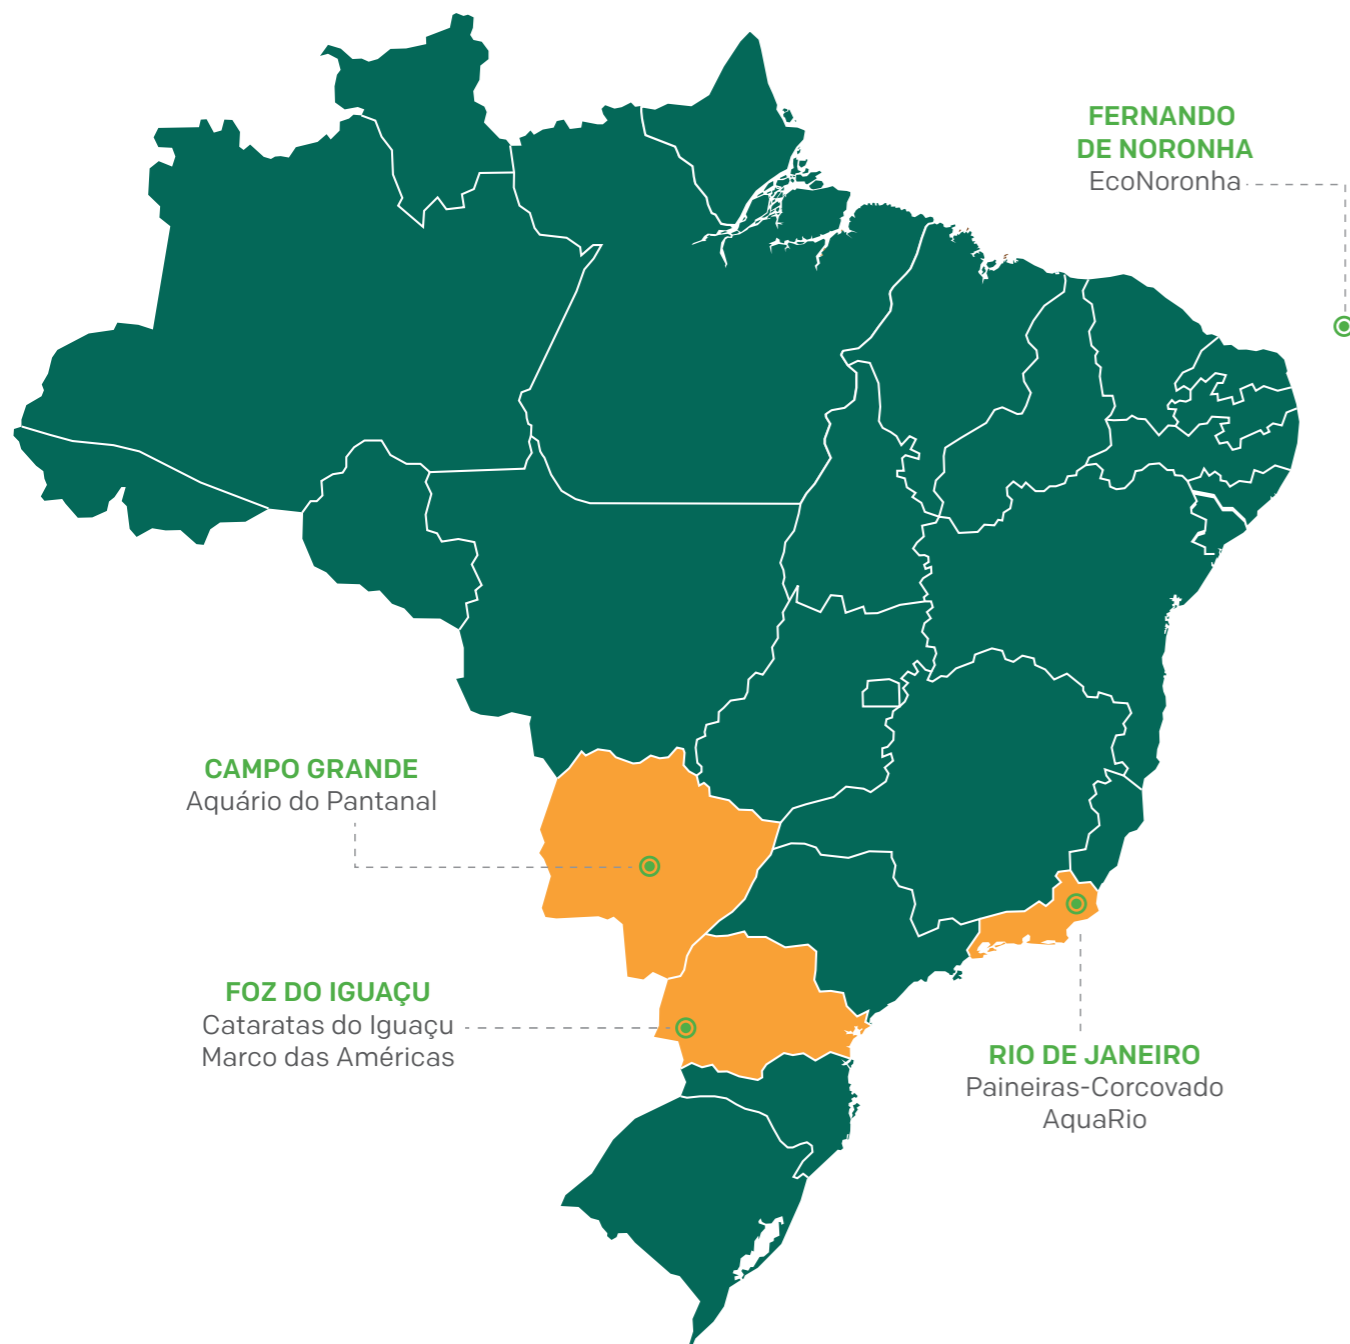 FERNANDO
DE NORONHA
EcoNoronha
CAMPO GRANDE
Aquário do Pantanal
FOZ DO IGUAÇU
Cataratas do Iguaçu
Marco das Américas
RIO DE JANEIRO
Paineiras-Corcovado
AquaRio